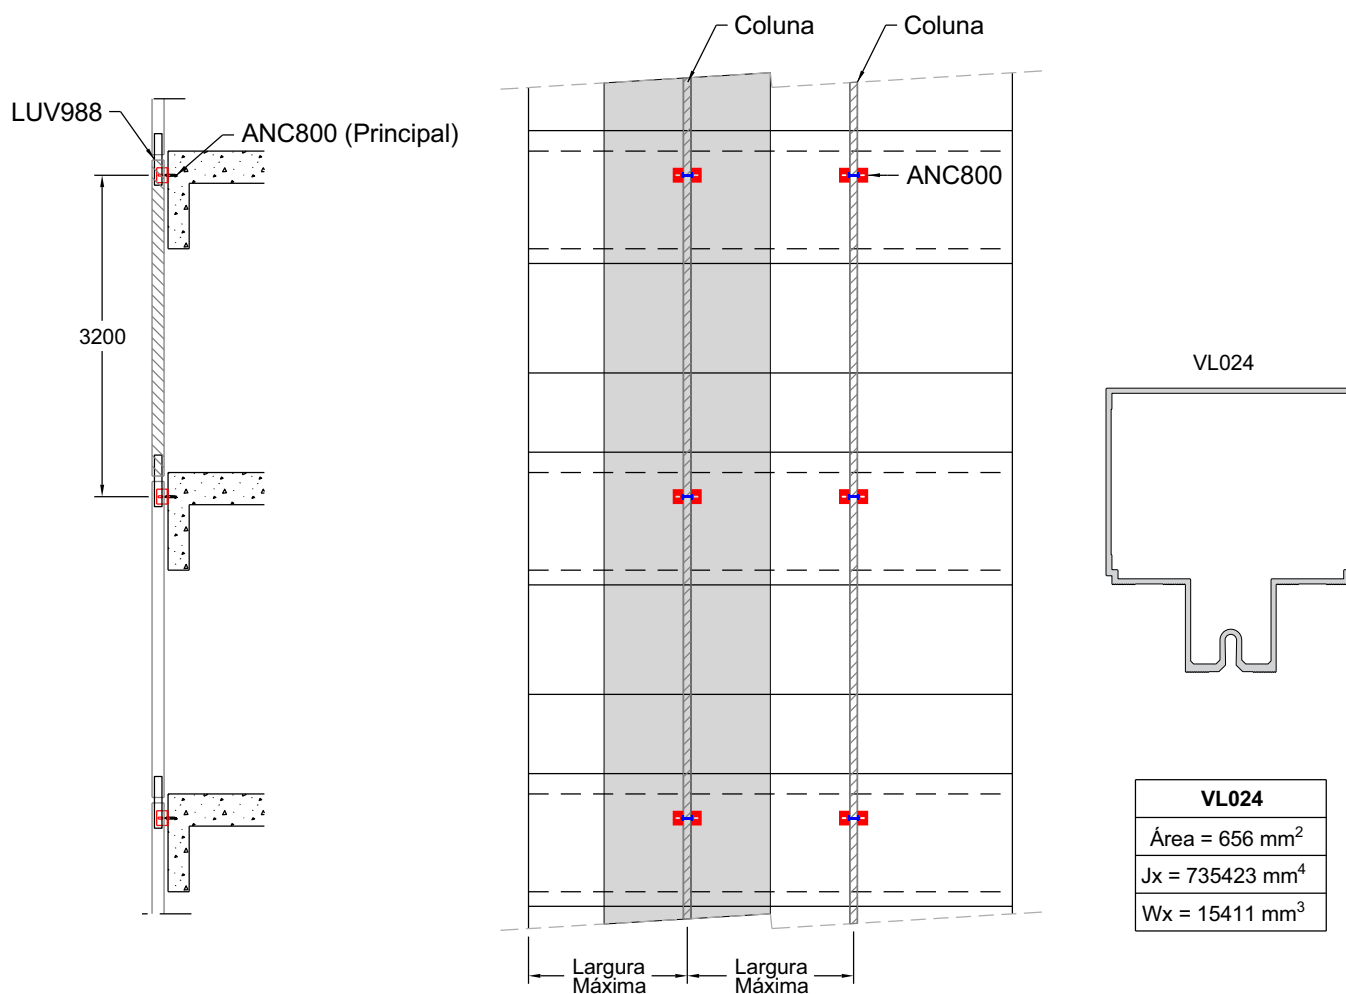 Coluna
Coluna
LUV988
ANC800 (Principal)
ANC800
3200
VL024
VL024
Área = 656 mm²
Jx = 735423 mm⁴
Wx = 15411 mm³
Largura
Máxima
Largura
Máxima